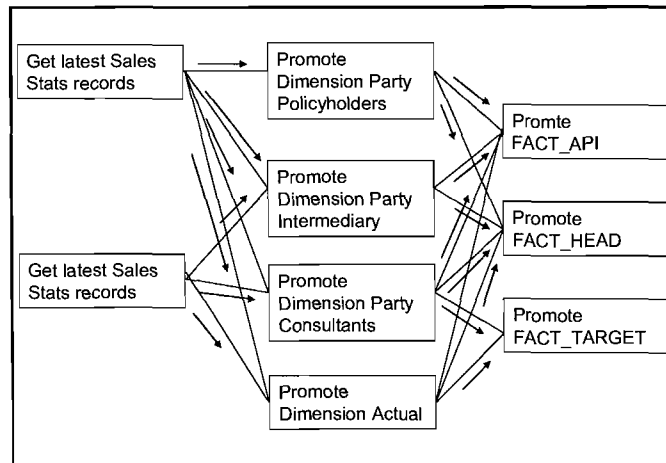 Get latest Sales
Stats records
Get latest Sales
Stats records
Promote
Dimension Party
Policyholders
Promote
Dimension Party
Intermediary
Promote
Dimension Party
Consultants
Promote
Dimension Actual
Promte
FACT_API
Promote
FACT_HEAD
Promote
FACT_TARGET